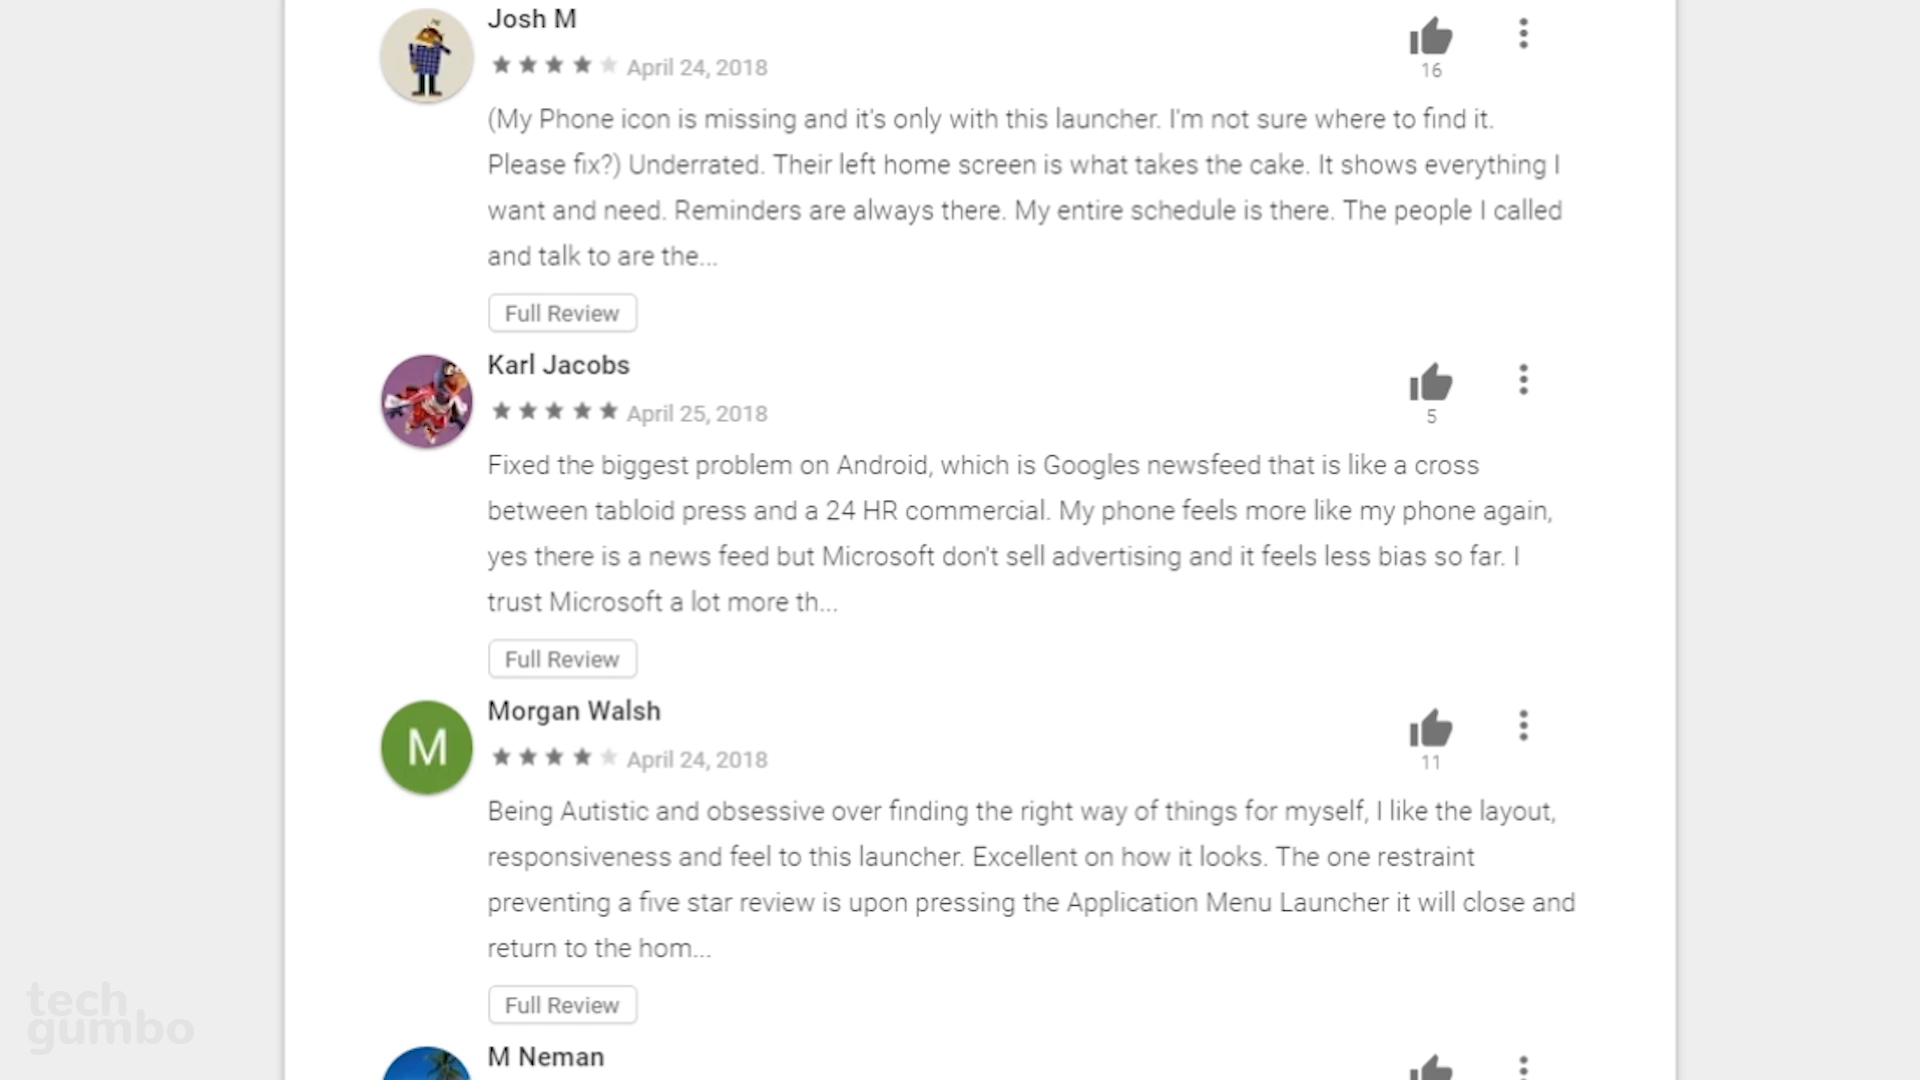 Josh M
April 24, 2018
16
(My Phone icon is missing and it's only with this launcher. I'm not sure where to find it.
Please fix?) Underrated. Their left home screen is what takes the cake. It shows everything I
want and need. Reminders are always there. My entire schedule is there. The people I called
and talk to are the...
Full Review
Karl Jacobs
April 25, 2018
5
Fixed the biggest problem on Android, which is Googles newsfeed that is like a cross
between tabloid press and a 24 HR commercial. My phone feels more like my phone again,
yes there is a news feed but Microsoft don't sell advertising and it feels less bias so far. I
trust Microsoft a lot more th...
Full Review
M
Morgan Walsh
April 24, 2018
11
Being Autistic and obsessive over finding the right way of things for myself, I like the layout,
responsiveness and feel to this launcher. Excellent on how it looks. The one restraint
preventing a five star review is upon pressing the Application Menu Launcher it will close and
return to the hom...
Full Review
M Neman
tech
gumbo